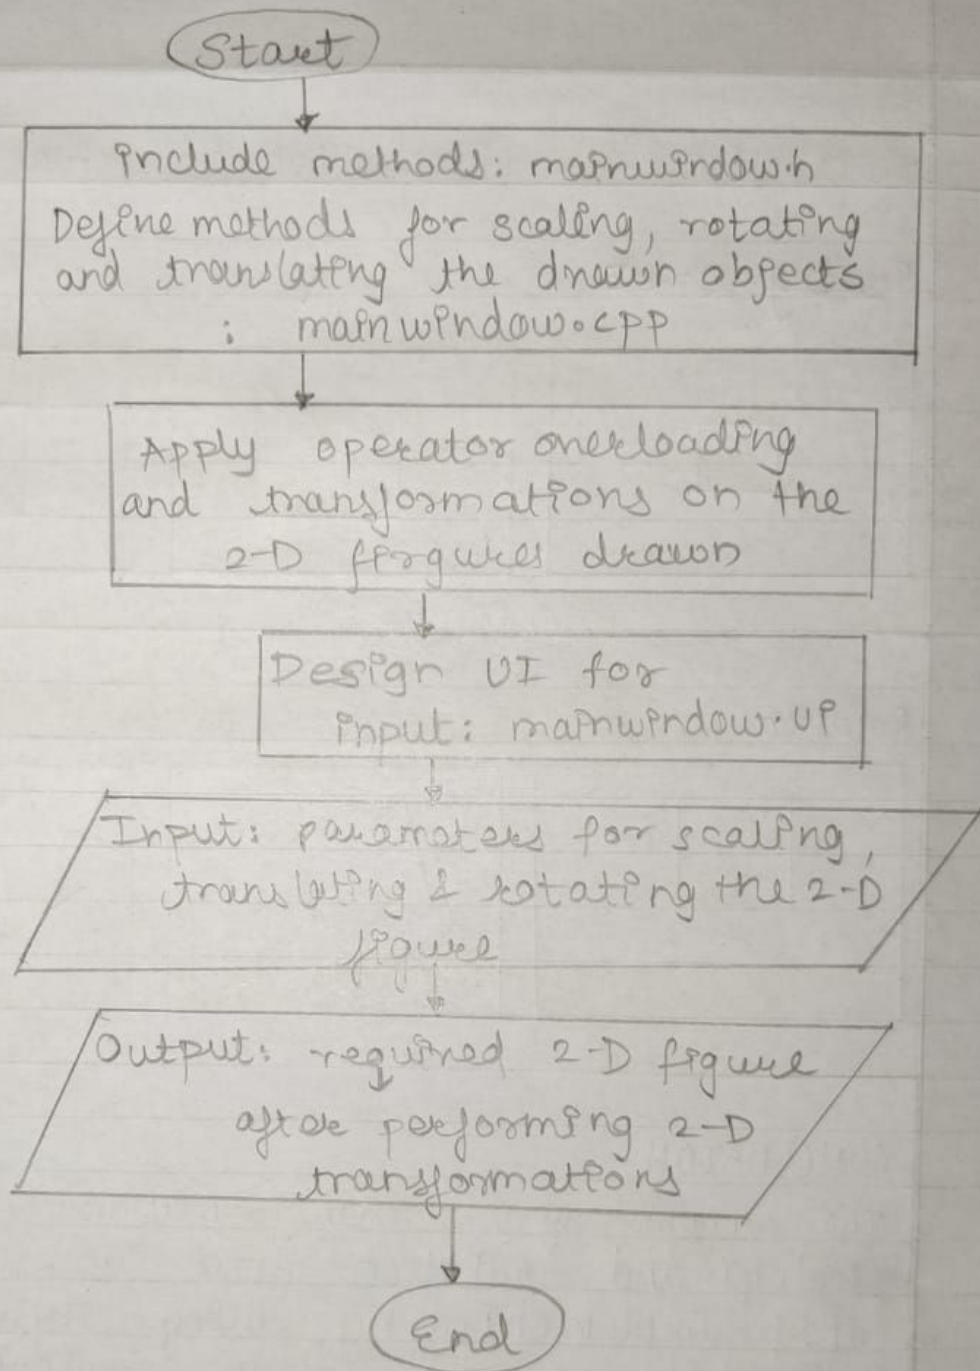 Start
include methods: mainwindow.h
Define methods for scaling, rotating
and translating the drawn objects
: mainwindow.cpp
Apply operator overloading
and transformations on the
2-D firgures drawn
Design UI for
input: mainwindow.ui
Input: parameters for scaling,
translating & rotating the 2-D
figure
Output: required 2-D figure
after performing 2-D
transformations
End